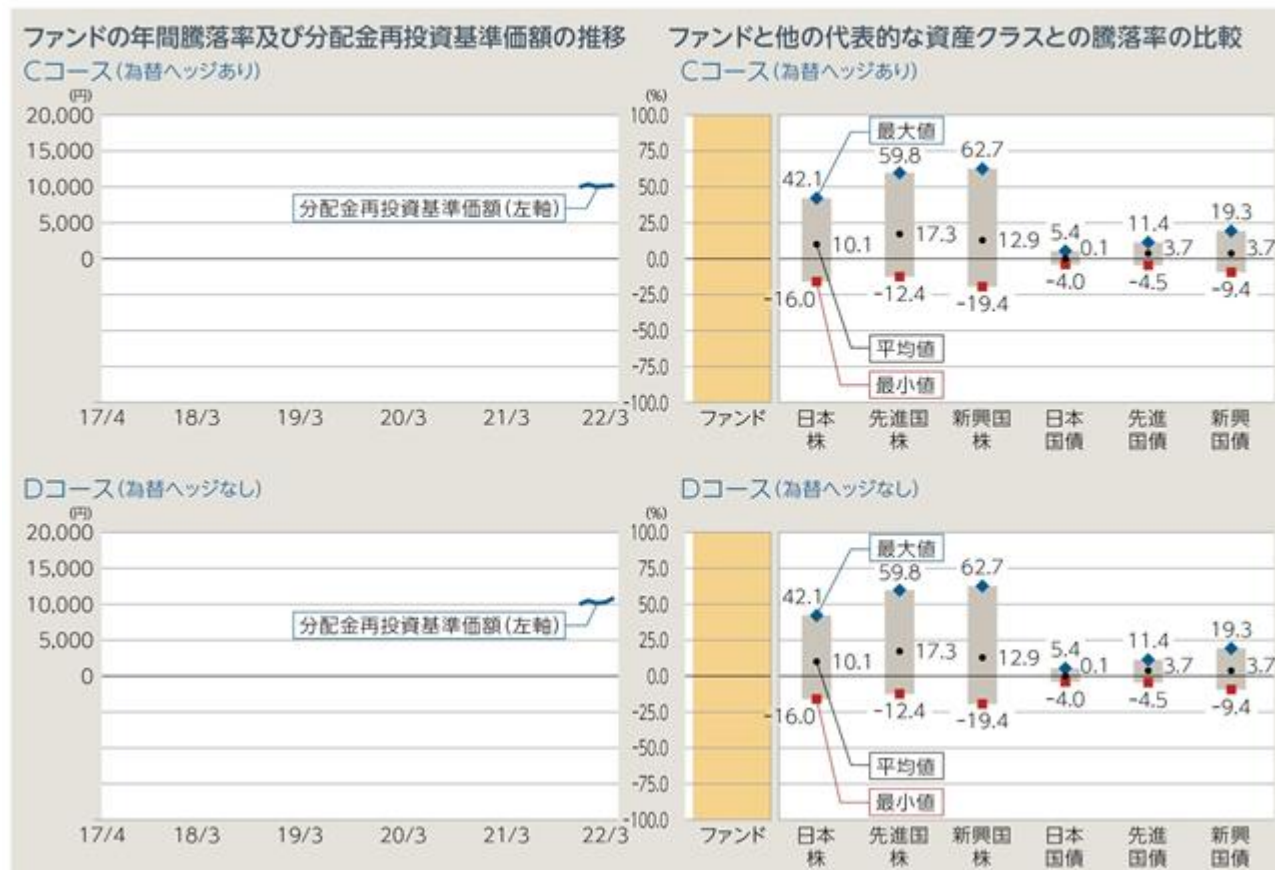 ファンドの年間騰落率及び分配金再投資基準価額の推移
Cコース(為替ヘッジあり)
(円)
20,000
15,000
10,000
5,000
0
分配金再投資基準価額(左軸)
(%)
100.0
75.0
50.0
25.0
0.0
-25.0
-50.0
-75.0
-100.0
17/4 18/3 19/3 20/3 21/3 22/3
ファンドと他の代表的な資産クラスとの騰落率の比較
Cコース(為替ヘッジあり)
最大値
42.1 59.8 62.7 5.4 11.4 19.3
10.1 17.3 12.9 0.1 3.7 3.7
-16.0 -12.4 -19.4 -4.0 -4.5 -9.4
平均値
最小値
ファンド 日本株 先進国株 新興国株 日本国債 先進国債 新興国債
Dコース(為替ヘッジなし)
(円)
20,000
15,000
10,000
5,000
0
分配金再投資基準価額(左軸)
(%)
100.0
75.0
50.0
25.0
0.0
-25.0
-50.0
-75.0
-100.0
17/4 18/3 19/3 20/3 21/3 22/3
Dコース(為替ヘッジなし)
最大値
42.1 59.8 62.7 5.4 11.4 19.3
10.1 17.3 12.9 0.1 3.7 3.7
-16.0 -12.4 -19.4 -4.0 -4.5 -9.4
平均値
最小値
ファンド 日本株 先進国株 新興国株 日本国債 先進国債 新興国債